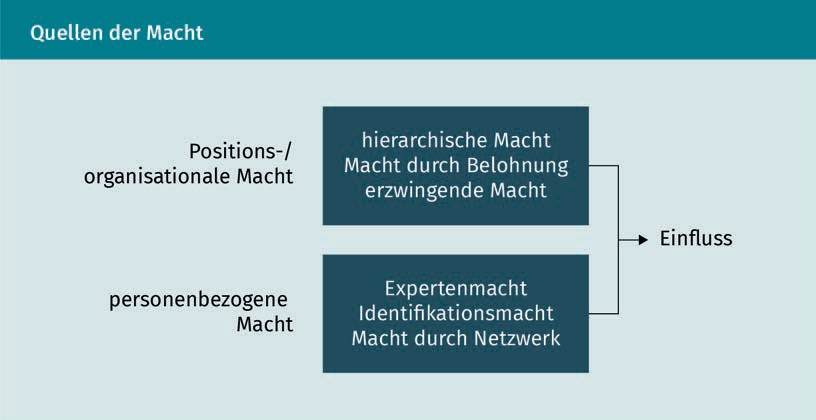 Quellen der Macht
Positions-/
organisationale Macht
hierarchische Macht
Macht durch Belohnung
erzwingende Macht
Einfluss
personenbezogene
Macht
Expertenmacht
Identifikationsmacht
Macht durch Netzwerk